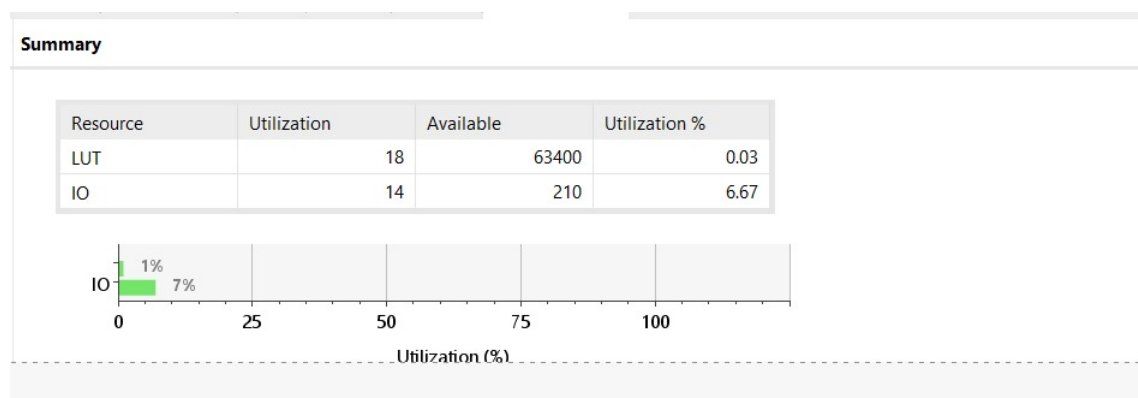 Summary
Resource Utilization Available Utilization %
LUT 18 63400 0.03
IO 14 210 6.67
1%
IO 7%
0 25 50 75 100
Utilization (%)